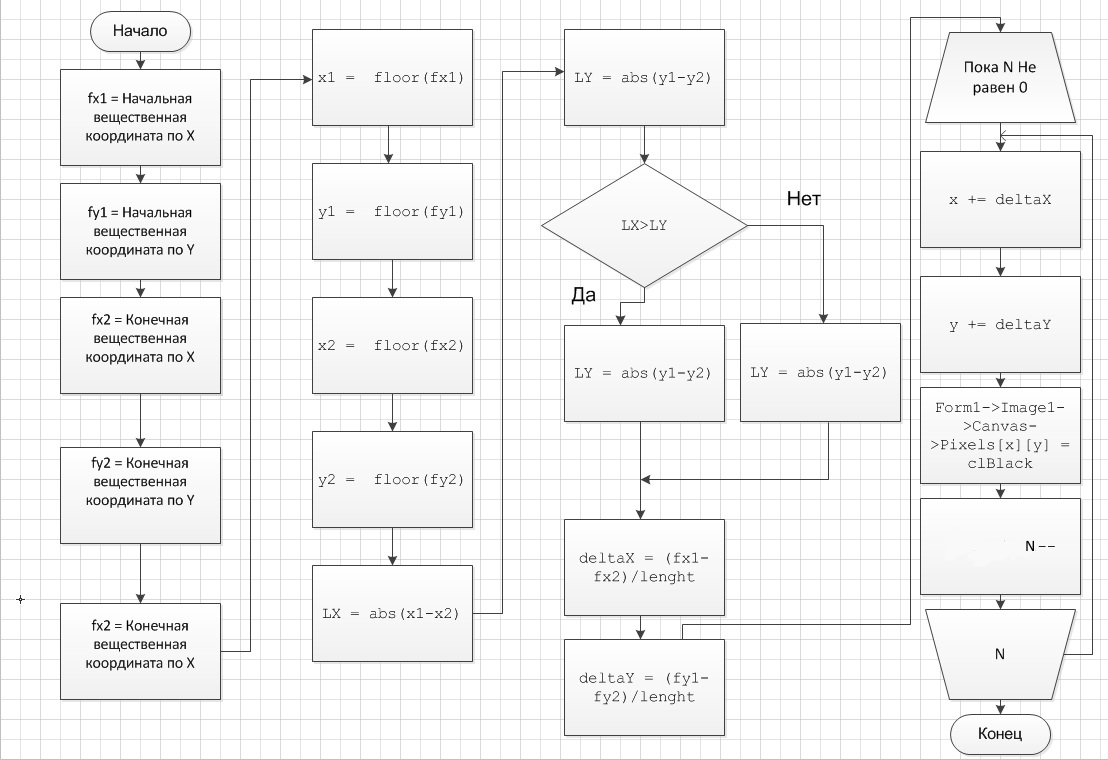 Начало
fx1 = Начальная
вещественная
координата по X
fy1 = Начальная
вещественная
координата по Y
fx2 = Конечная
вещественная
координата по X
fy2 = Конечная
вещественная
координата по Y
fx2 = Конечная
вещественная
координата по X
x1 = floor(fx1)
y1 = floor(fy1)
x2 = floor(fx2)
y2 = floor(fy2)
LX = abs(x1-x2)
LY = abs(y1-y2)
LX>LY
Да
Нет
LY = abs(y1-y2)
LY = abs(y1-y2)
deltaX = (fx1-
fx2)/lenght
deltaY = (fy1-
fy2)/lenght
Пока N Не
равен 0
x += deltaX
y += deltaY
Form1->Image1-
>Canvas-
>Pixels[x][y] =
clBlack
N--
N
Конец